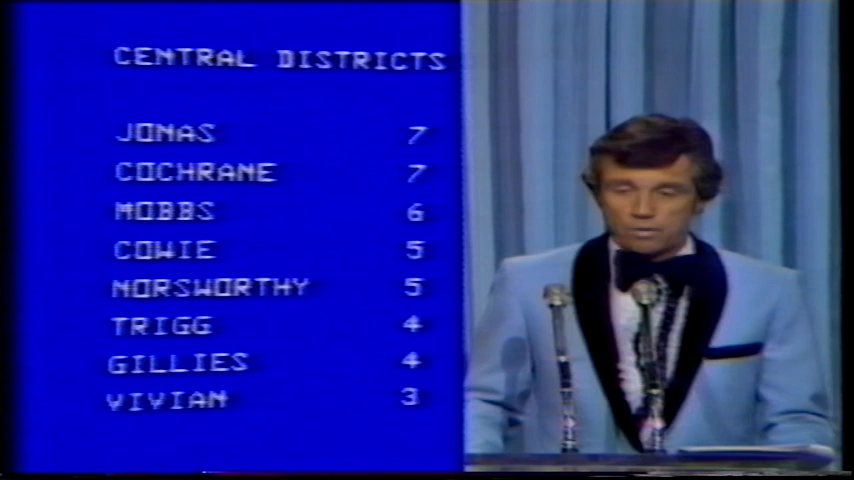 CENTRAL DISTRICTS
JONAS 7
COCHRANE 7
MOBBS 6
COWIE 5
NORSWORTHY 5
TRIGG 4
GILLIES 4
VIVIAN 3